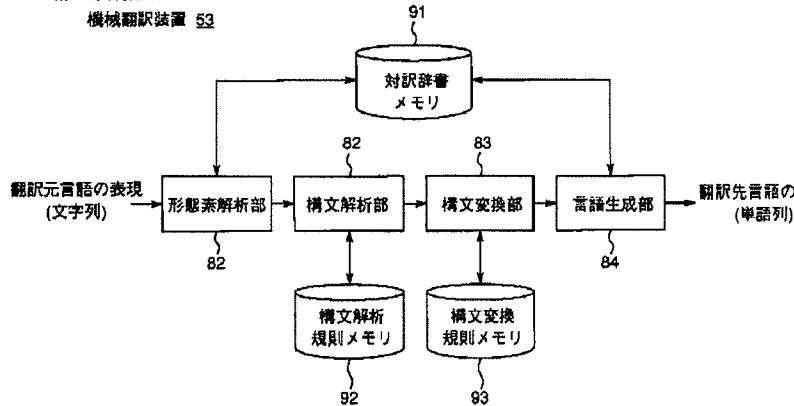 機械翻訳装置 53
91
対訳辞書
メモリ
82
83
翻訳元言語の表現
(文字列)
形態素解析部
構文解析部
構文変換部
言語生成部
翻訳先言語の
(単語列)
82
84
構文解析
規則メモリ
構文変換
規則メモリ
92
93